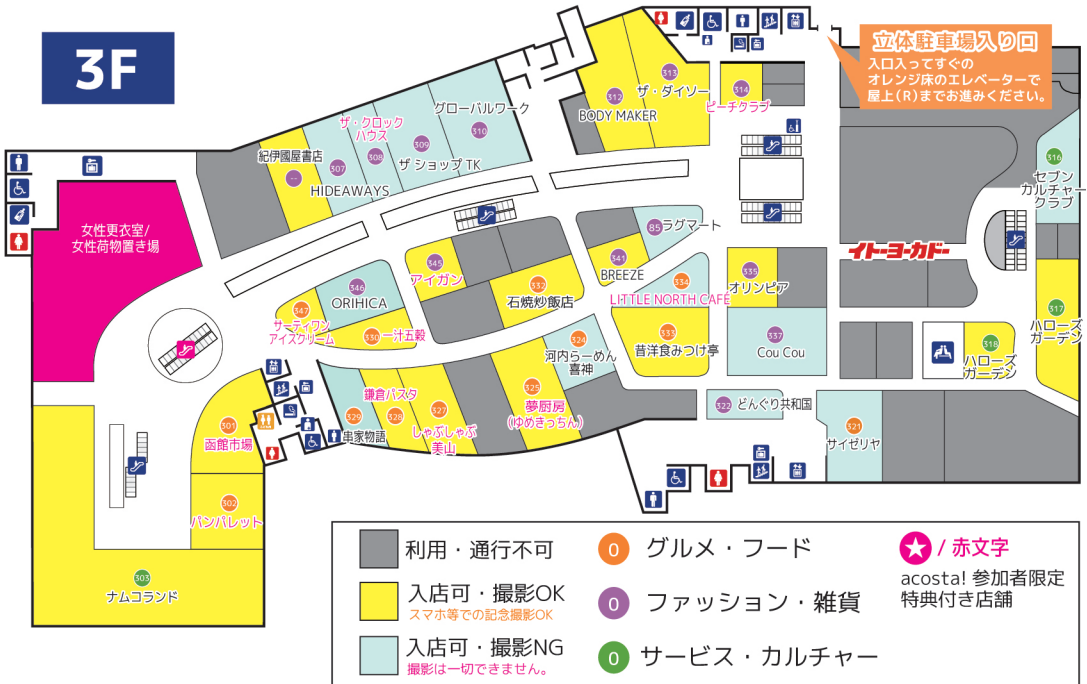 3F
立体駐車場入り口
入口入ってすぐの
オレンジ床のエレベーターで
屋上(R)までお進みください。
313
ザ・ダイソー
312
BODY MAKER
314
ピーチクラブ
グローバルワーク
310
ザ・クロック
ハウス
308
309
ザ ショップ TK
紀伊國屋書店
--
307
HIDEAWAYS
316
セブン
カルチャー
クラブ
女性更衣室/
女性荷物置き場
85
ラグマート
イトーヨーカドー
341
BREEZE
345
アイガン
346
ORIHICA
332
石焼炒飯店
334
LITTLE NORTH CAFE
335
オリンピア
347
サーティワン
アイスクリーム
330
一汁五穀
324
河内らーめん
喜神
333
昔洋食みつけ亭
337
Cou Cou
317
ハローズ
ガーデン
318
ハローズ
ガーデン
鎌倉パスタ
329
串家物語
328
327
しゃぶしゃぶ
美山
325
夢厨房
(ゆめきっちん)
322
どんぐり共和国
321
サイゼリヤ
301
函館市場
302
パンパレット
303
ナムコランド
利用・通行不可
入店可・撮影OK
スマホ等での記念撮影OK
入店可・撮影NG
撮影は一切できません。
0
グルメ・フード
0
ファッション・雑貨
0
サービス・カルチャー
★ / 赤文字
acosta! 参加者限定
特典付き店舗